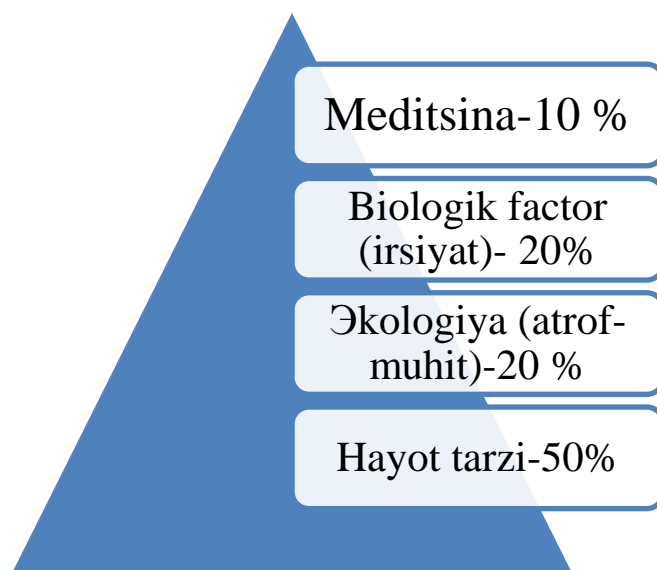 Meditsina-10 %
Biologik factor
(irsiyat)- 20%
Экologiya (atrof-
muhit)-20 %
Hayot tarzi-50%